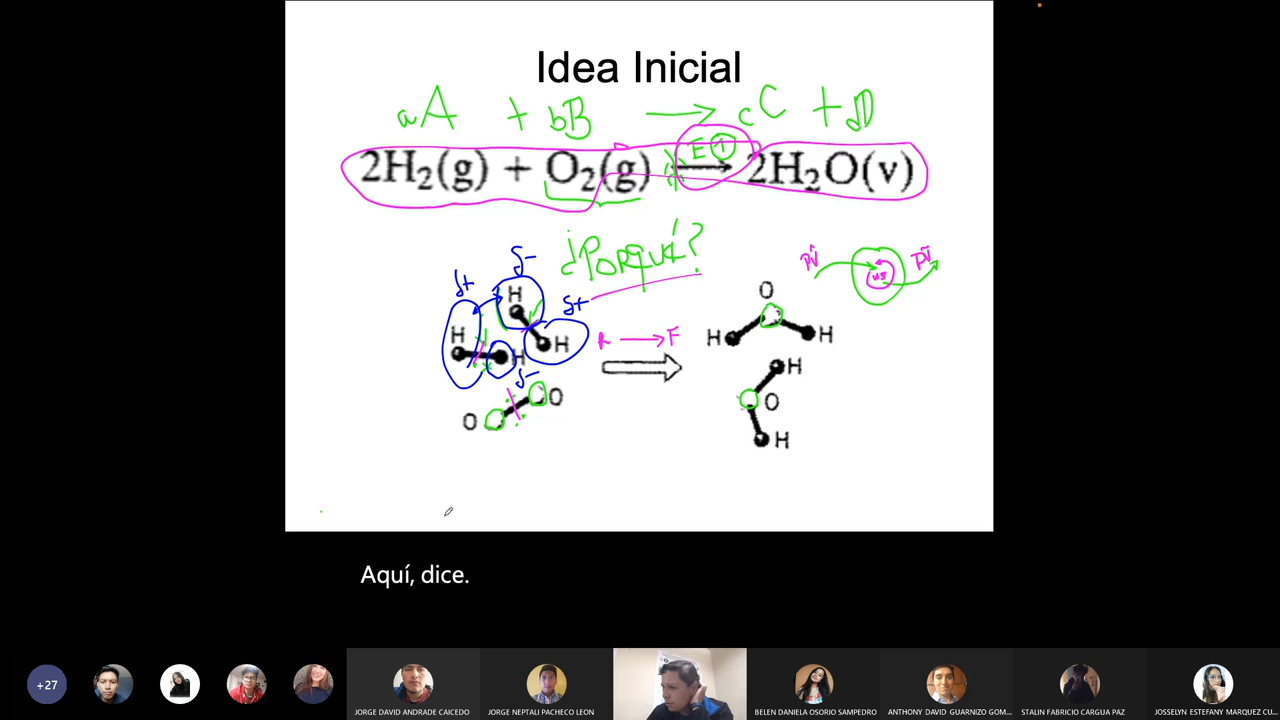 Idea Inicial
aA + bB → cC + dD
E ↑
2H₂(g) + O₂(g) → 2H₂O(v)
¿Porqué?
δ-
δ+
δ+
H
H
H
H
δ-
O
O
R → F
O
H
H
H
O
H
Aquí, dice.
+27
JORGE DAVID ANDRADE CAICEDO
JORGE NEPTALI PACHECO LEON
BELEN DANIELA OSORIO SAMPEDRO
ANTHONY DAVID GUARNIZO GOM...
STALIN FABRICIO CARGUA PAZ
JOSSELYN ESTEFANY MARQUEZ CU...